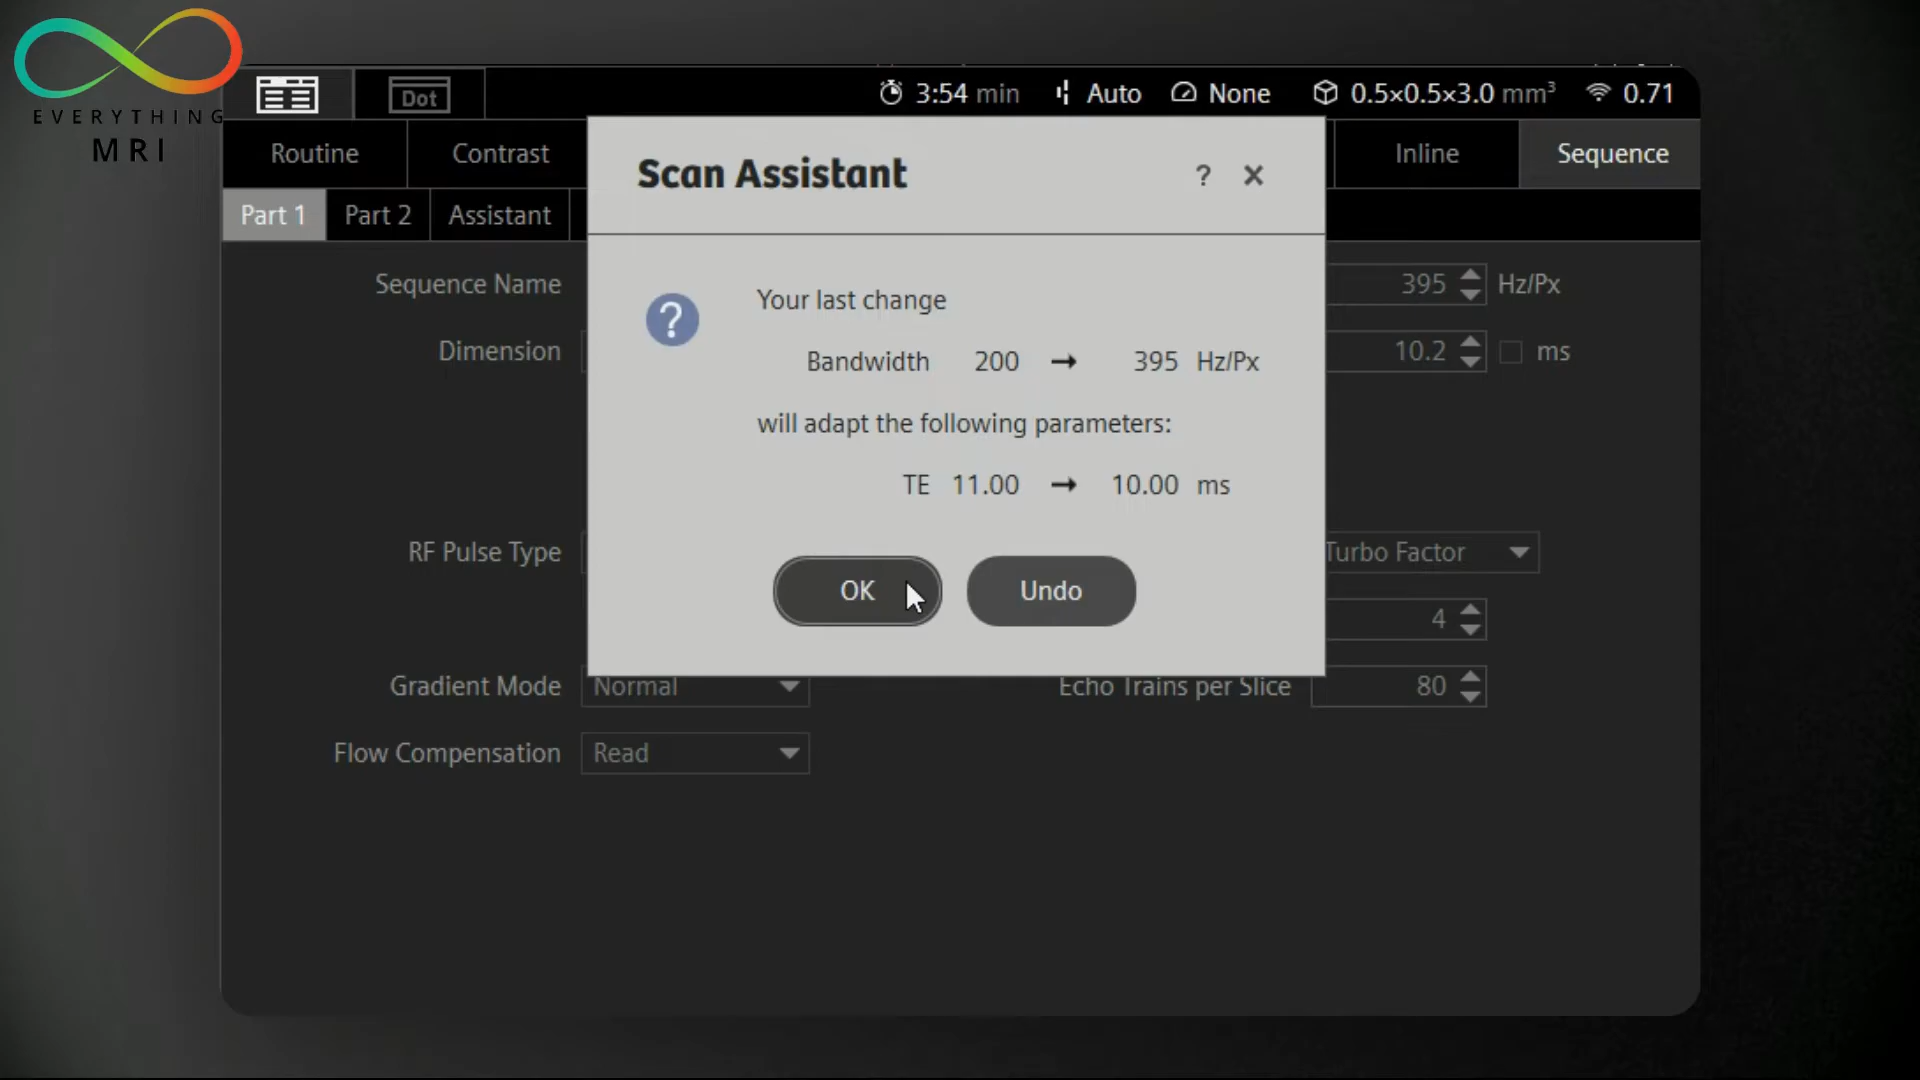 EVERYTHING
MRI
Dot
3:54 min
Auto
None
0.5×0.5×3.0 mm³
0.71
Routine
Contrast
Inline
Sequence
Part 1
Part 2
Assistant
Scan Assistant
?
×
Sequence Name
395 Hz/Px
Dimension
10.2 ms
?
Your last change
Bandwidth 200 → 395 Hz/Px
will adapt the following parameters:
TE 11.00 → 10.00 ms
RF Pulse Type
Turbo Factor
OK
Undo
4
Gradient Mode Normal
Echo Trains per Slice 80
Flow Compensation Read